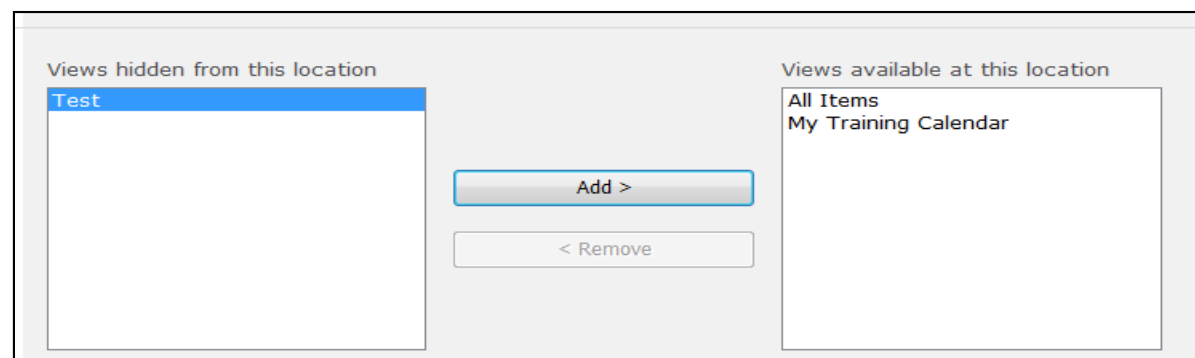 Views hidden from this location
Test
Add >
< Remove
Views available at this location
All Items
My Training Calendar